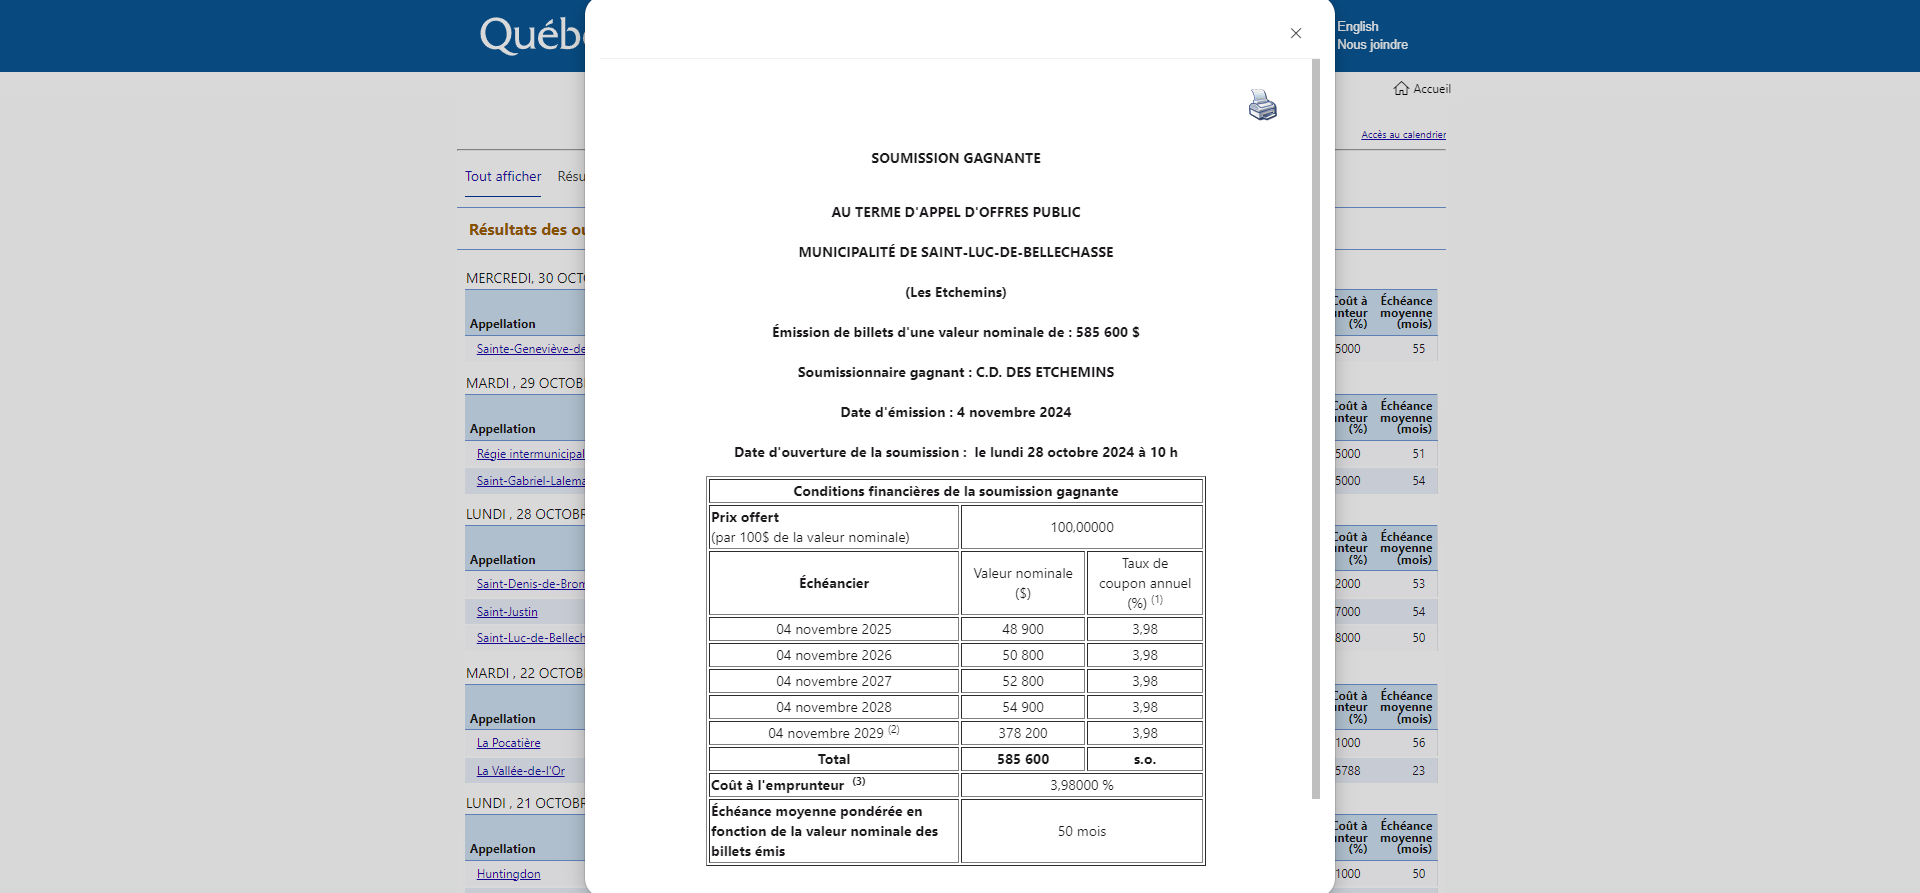 Québ
English
Nous joindre
Accueil
Accès au calendrier
Tout afficher Résu
Résultats des ou
MERCREDI, 30 OCT
Appellation
Coût à
(%)
Échéance
moyenne
(mois)
Sainte-Geneviève-de
5000 55
MARDI , 29 OCTOB
Appellation
Coût à
(%)
Échéance
moyenne
(mois)
Régie intermunicipal
5000 51
Saint-Gabriel-Lalema
5000 54
LUNDI , 28 OCTOBR
Appellation
Coût à
(%)
Échéance
moyenne
(mois)
Saint-Denis-de-Brom
2000 53
Saint-Justin
7000 54
Saint-Luc-de-Bellech
8000 50
MARDI , 22 OCTOB
Appellation
Coût à
(%)
Échéance
moyenne
(mois)
La Pocatière
1000 56
La Vallée-de-l'Or
5788 23
LUNDI , 21 OCTOBR
Appellation
Coût à
(%)
Échéance
moyenne
(mois)
Huntingdon
1000 50
SOUMISSION GAGNANTE
AU TERME D'APPEL D'OFFRES PUBLIC
MUNICIPALITÉ DE SAINT-LUC-DE-BELLECHASSE
(Les Etchemins)
Émission de billets d'une valeur nominale de : 585 600 $
Soumissionnaire gagnant : C.D. DES ETCHEMINS
Date d'émission : 4 novembre 2024
Date d'ouverture de la soumission : le lundi 28 octobre 2024 à 10 h
Conditions financières de la soumission gagnante
Prix offert
(par 100$ de la valeur nominale)
100,00000
Échéancier
Valeur nominale
($)
Taux de
coupon annuel
(%) (1)
04 novembre 2025 48 900 3,98
04 novembre 2026 50 800 3,98
04 novembre 2027 52 800 3,98
04 novembre 2028 54 900 3,98
04 novembre 2029 (2) 378 200 3,98
Total 585 600 s.o.
Coût à l'emprunteur (3) 3,98000 %
Échéance moyenne pondérée en
fonction de la valeur nominale des
billets émis
50 mois